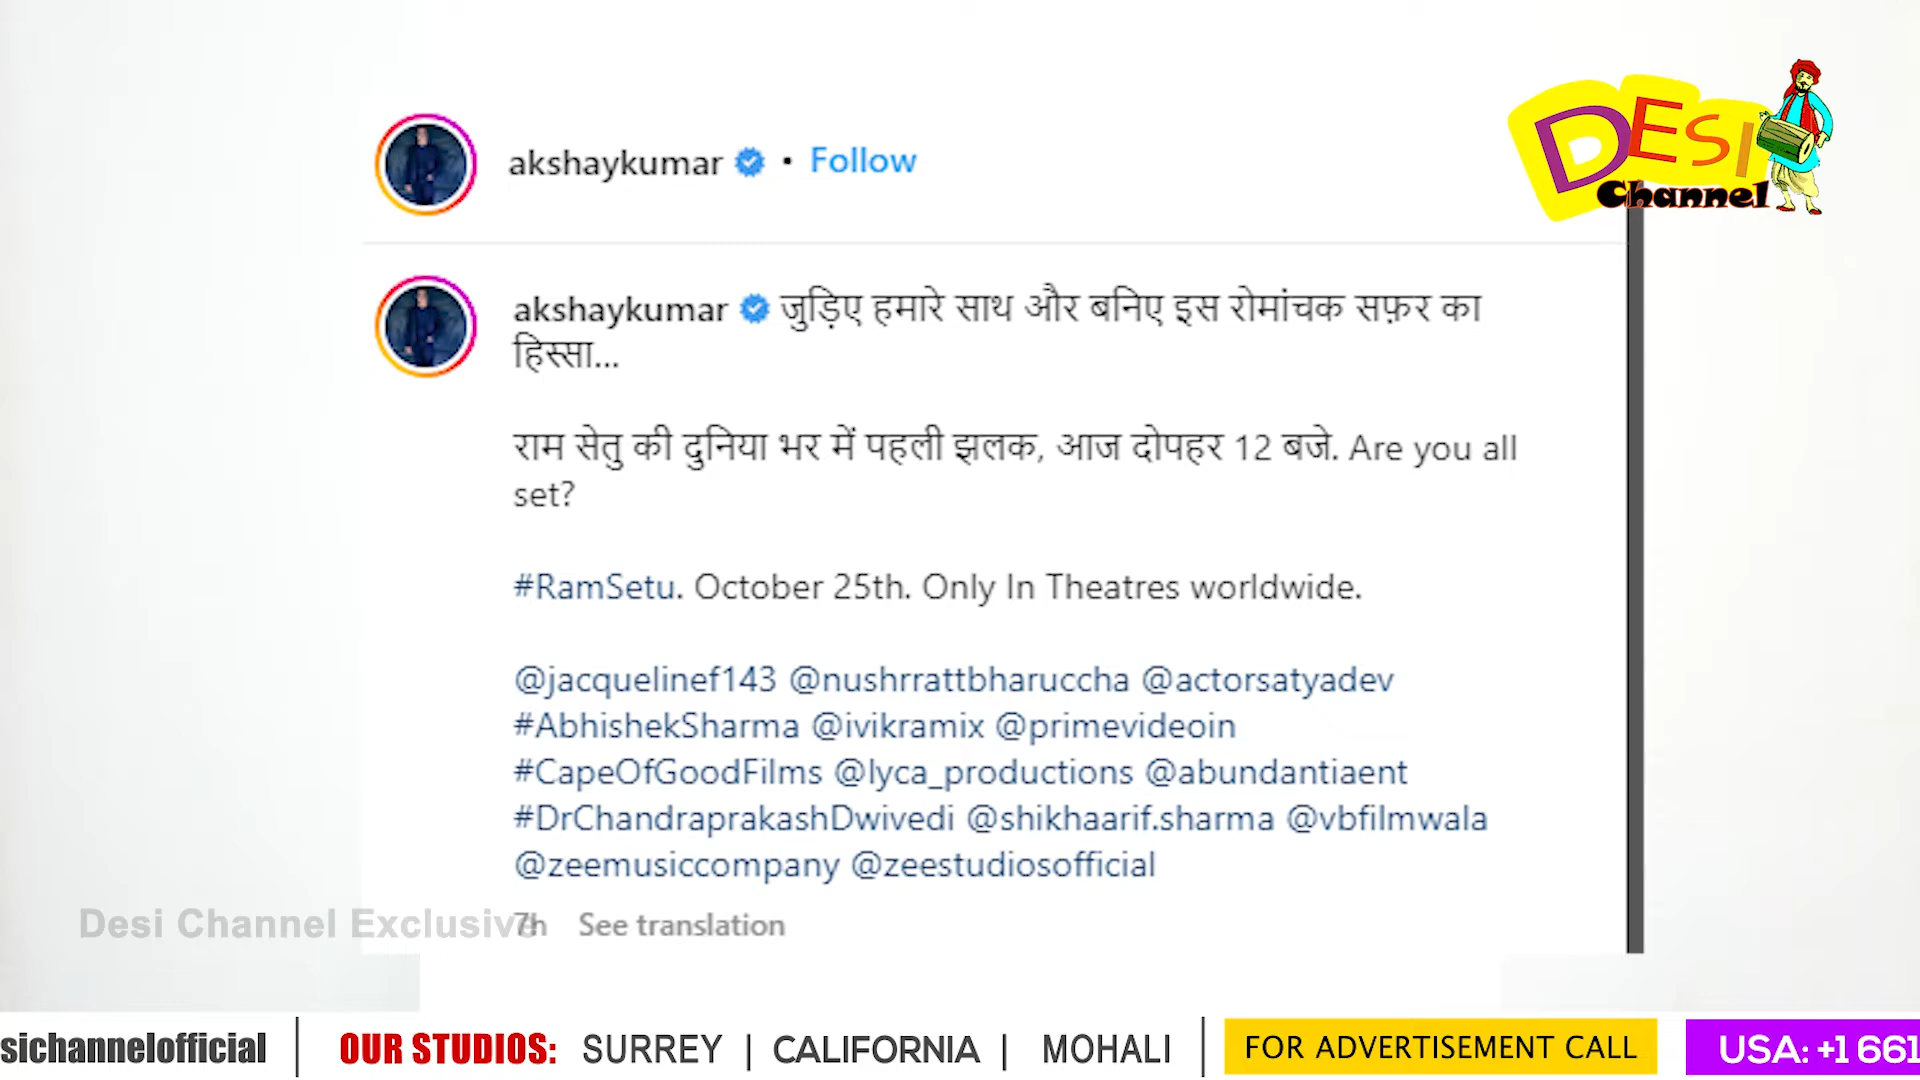 DESI
Channel
akshaykumar • Follow
akshaykumar जुड़िए हमारे साथ और बनिए इस रोमांचक सफ़र का
हिस्सा...
राम सेतु की दुनिया भर में पहली झलक, आज दोपहर 12 बजे. Are you all
set?
#RamSetu. October 25th. Only In Theatres worldwide.
@jacquelinef143 @nushrrattbharuccha @actorsatyadev
#AbhishekSharma @ivikramix @primevideoin
#CapeOfGoodFilms @lyca_productions @abundantiaent
#DrChandraprakashDwivedi @shikhaarif.sharma @vbfilmwala
@zeemusiccompany @zeestudiosofficial
Desi Channel Exclusive
7h See translation
sichannelofficial | OUR STUDIOS: SURREY | CALIFORNIA | MOHALI | FOR ADVERTISEMENT CALL USA: +1 661